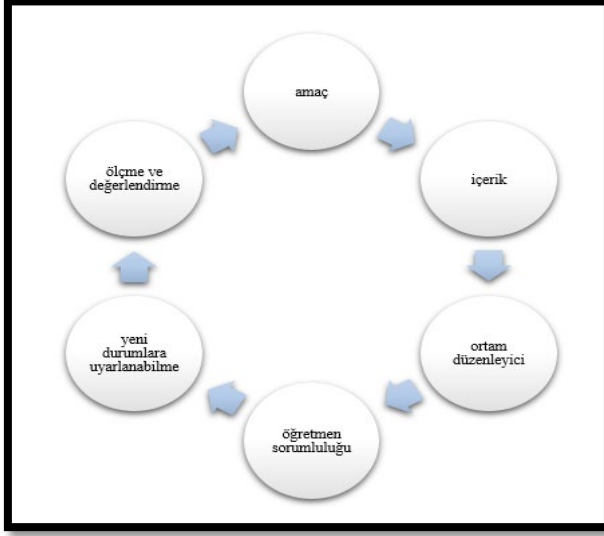 amaç
içerik
ortam
düzenleyici
öğretmen
sorumluluğu
yeni
durumlara
uyarlanabilme
ölçme ve
değerlendirme